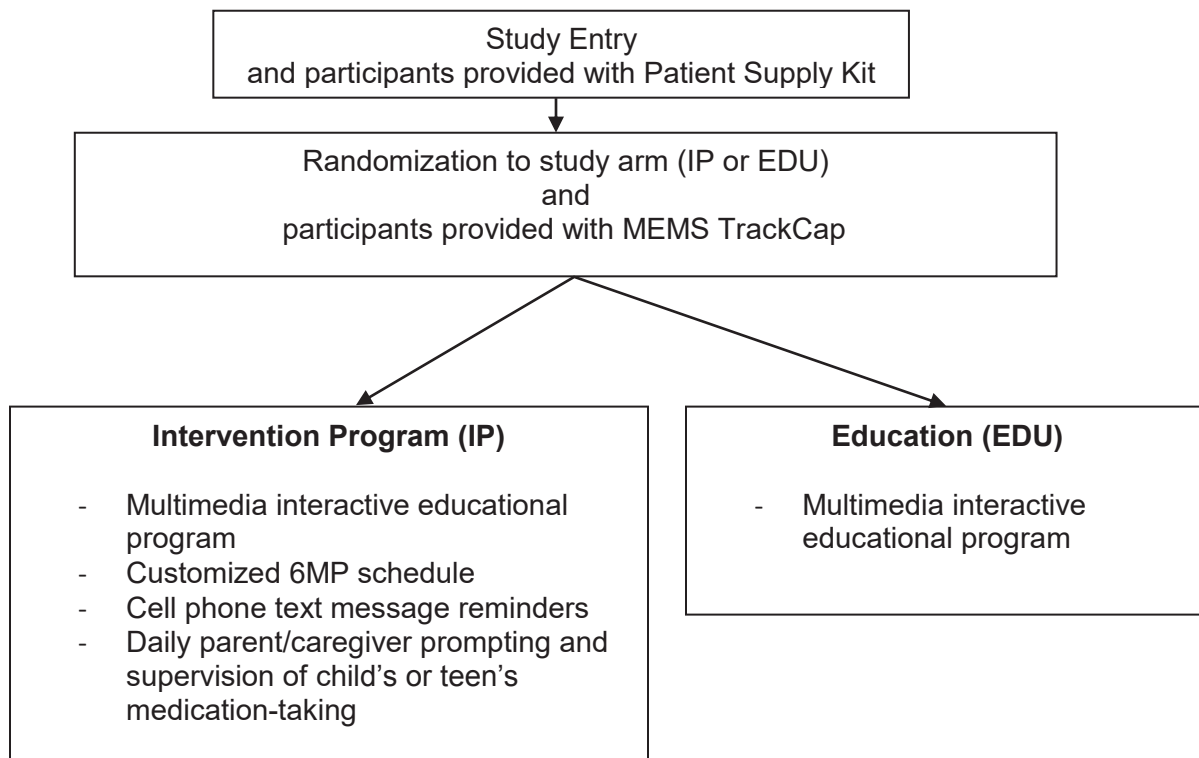 Study Entry
and participants provided with Patient Supply Kit
Randomization to study arm (IP or EDU)
and
participants provided with MEMS TrackCap
Intervention Program (IP)
- Multimedia interactive educational
program
- Customized 6MP schedule
- Cell phone text message reminders
- Daily parent/caregiver prompting and
supervision of child’s or teen’s
medication-taking
Education (EDU)
- Multimedia interactive
educational program